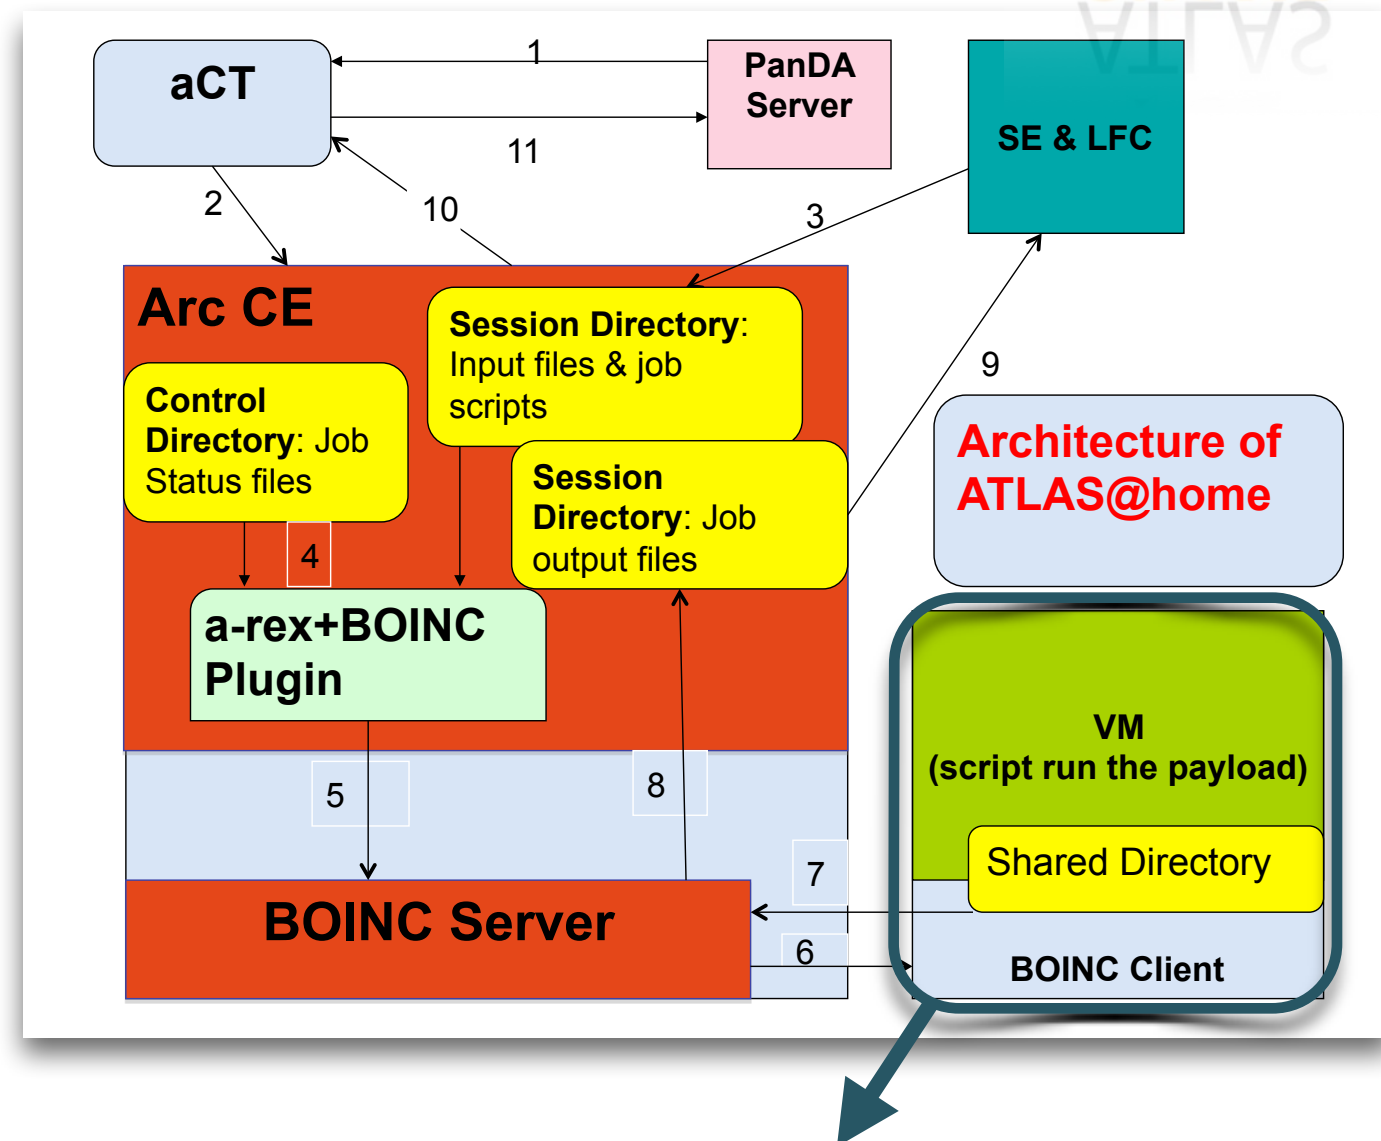 ATLAS
aCT
1
PanDA
Server
SE & LFC
11
2
10
3
Arc CE
Session Directory:
Input files & job
scripts
9
Control
Directory: Job
Status files
Architecture of
ATLAS@home
Session
Directory: Job
output files
4
a-rex+BOINC
Plugin
VM
(script run the payload)
5
8
Shared Directory
7
BOINC Server
6
BOINC Client